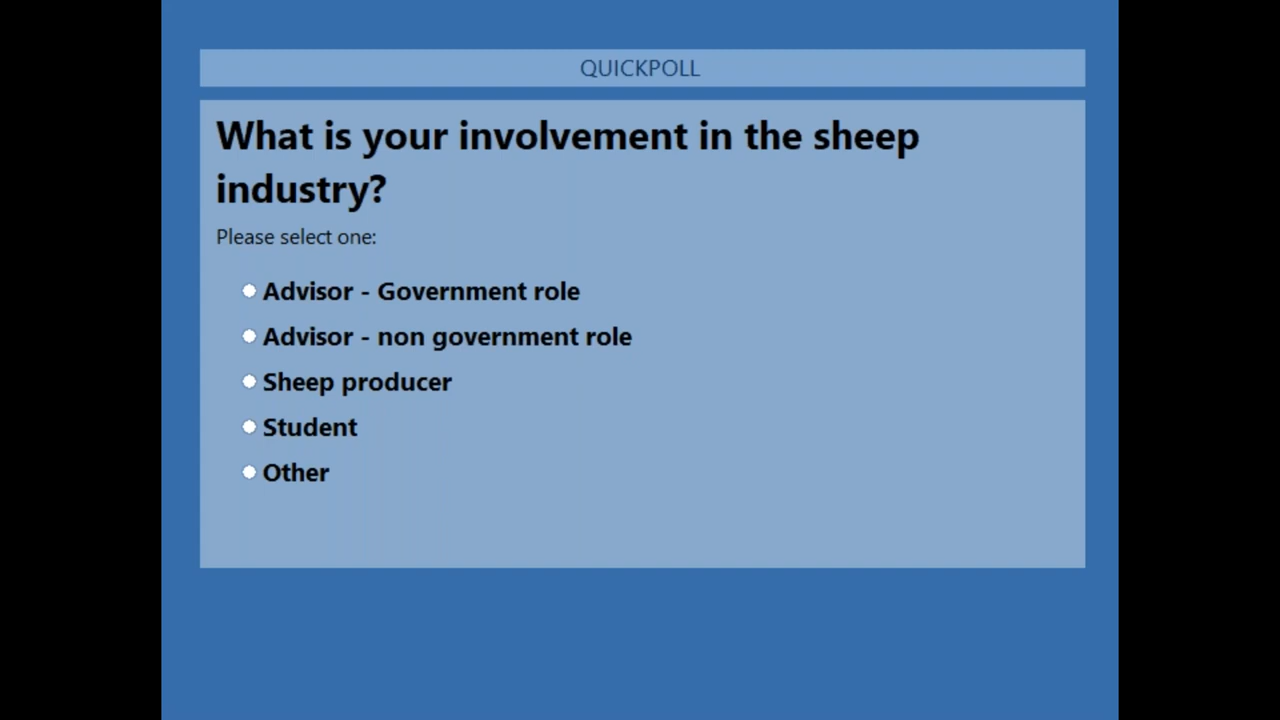 QUICKPOLL
What is your involvement in the sheep
industry?
Please select one:
Advisor - Government role
Advisor - non government role
Sheep producer
Student
Other